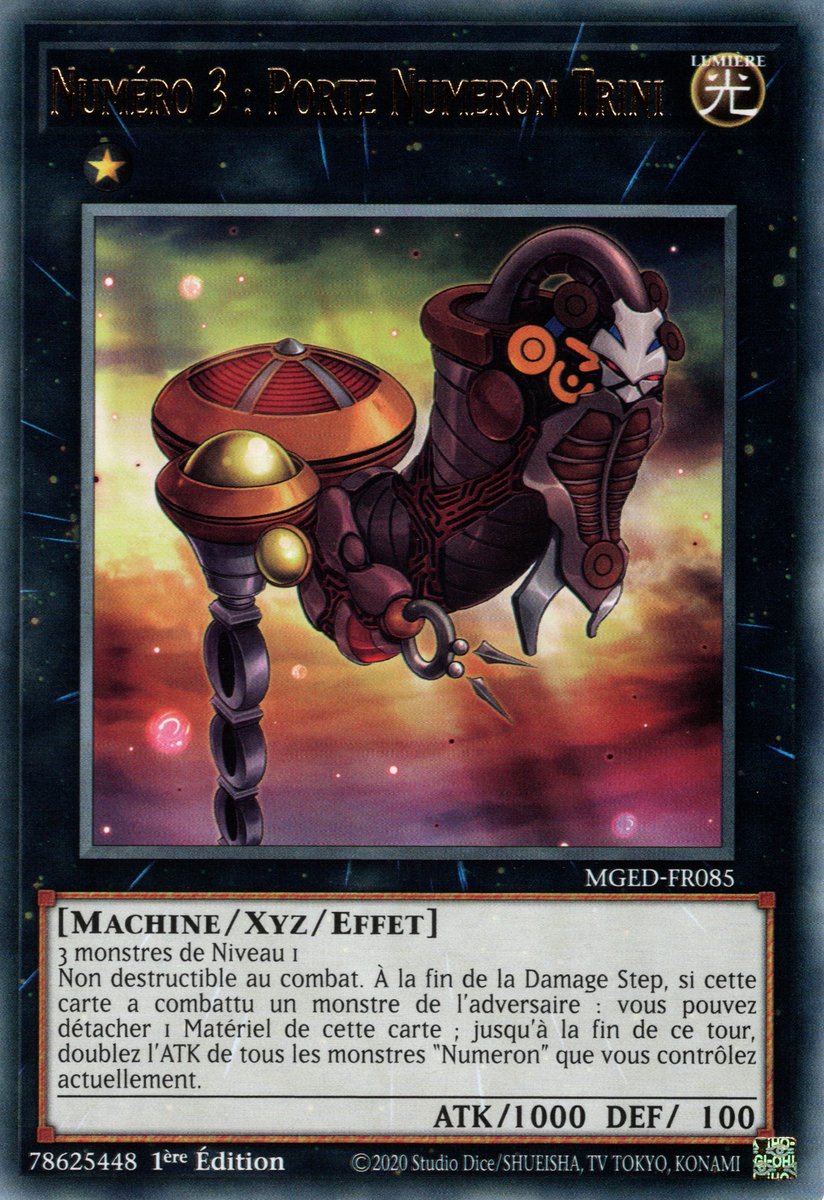 Numéro 3 : Porte Numeron Trini
LUMIÈRE
光
MGED-FR085
[Machine/Xyz/Effet]
3 monstres de Niveau 1
Non destructible au combat. À la fin de la Damage Step, si cette
carte a combattu un monstre de l'adversaire : vous pouvez
détacher 1 Matériel de cette carte ; jusqu'à la fin de ce tour,
doublez l'ATK de tous les monstres "Numeron" que vous contrôlez
actuellement.
ATK/1000 DEF/ 100
78625448 1ère Édition
©2020 Studio Dice/SHUEISHA, TV TOKYO, KONAMI